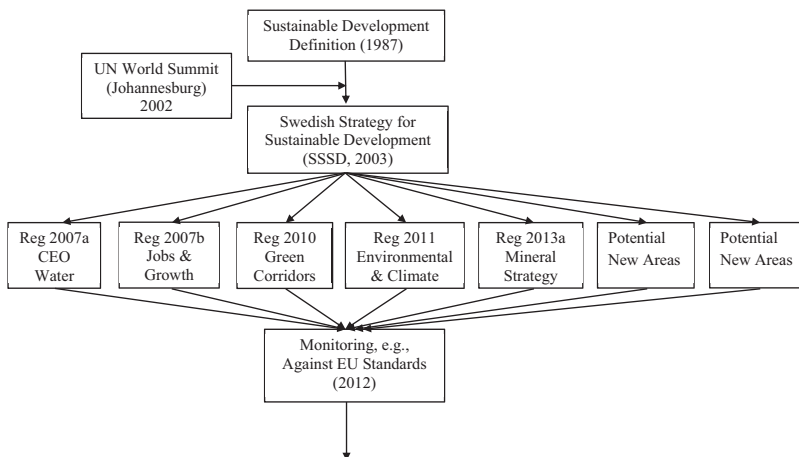 Sustainable Development
Definition (1987)
UN World Summit
(Johannesburg)
2002
Swedish Strategy for
Sustainable Development
(SSSD, 2003)
Reg 2007a
CEO
Water
Reg 2007b
Jobs &
Growth
Reg 2010
Green
Corridors
Reg 2011
Environmental
& Climate
Reg 2013a
Mineral
Strategy
Potential
New Areas
Potential
New Areas
Monitoring, e.g.,
Against EU Standards
(2012)